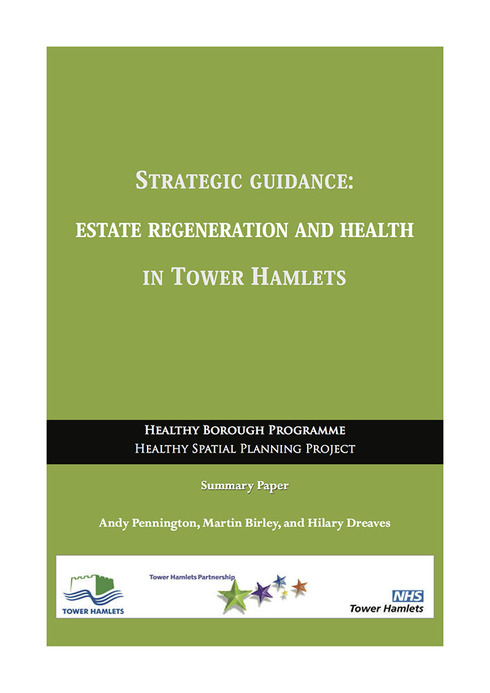 STRATEGIC GUIDANCE:
ESTATE REGENERATION AND HEALTH
IN TOWER HAMLETS
HEALTHY BOROUGH PROGRAMME
HEALTHY SPATIAL PLANNING PROJECT
Summary Paper
Andy Pennington, Martin Birley, and Hilary Dreaves
Tower Hamlets Partnership
TOWER HAMLETS
NHS
Tower Hamlets